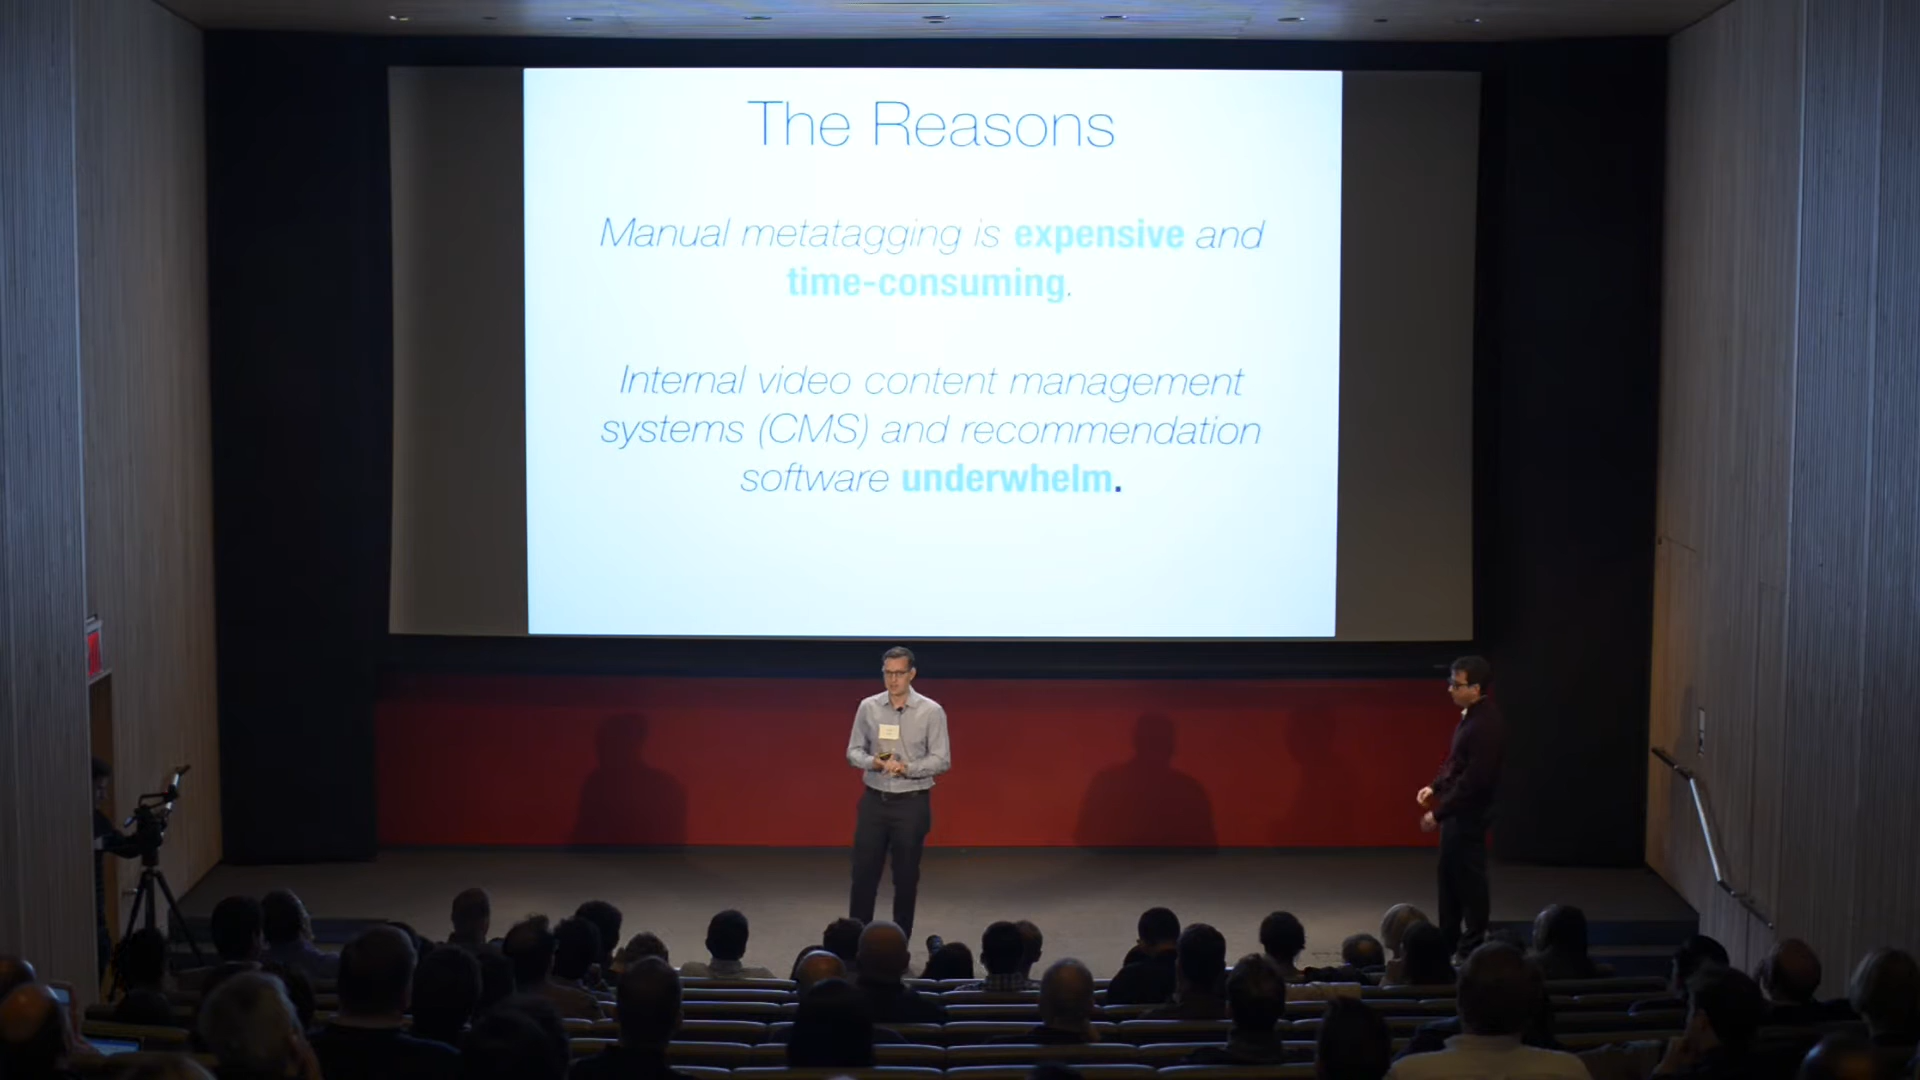 The Reasons
Manual metatagging is expensive and
time-consuming.
Internal video content management
systems (CMS) and recommendation
software underwhelm.